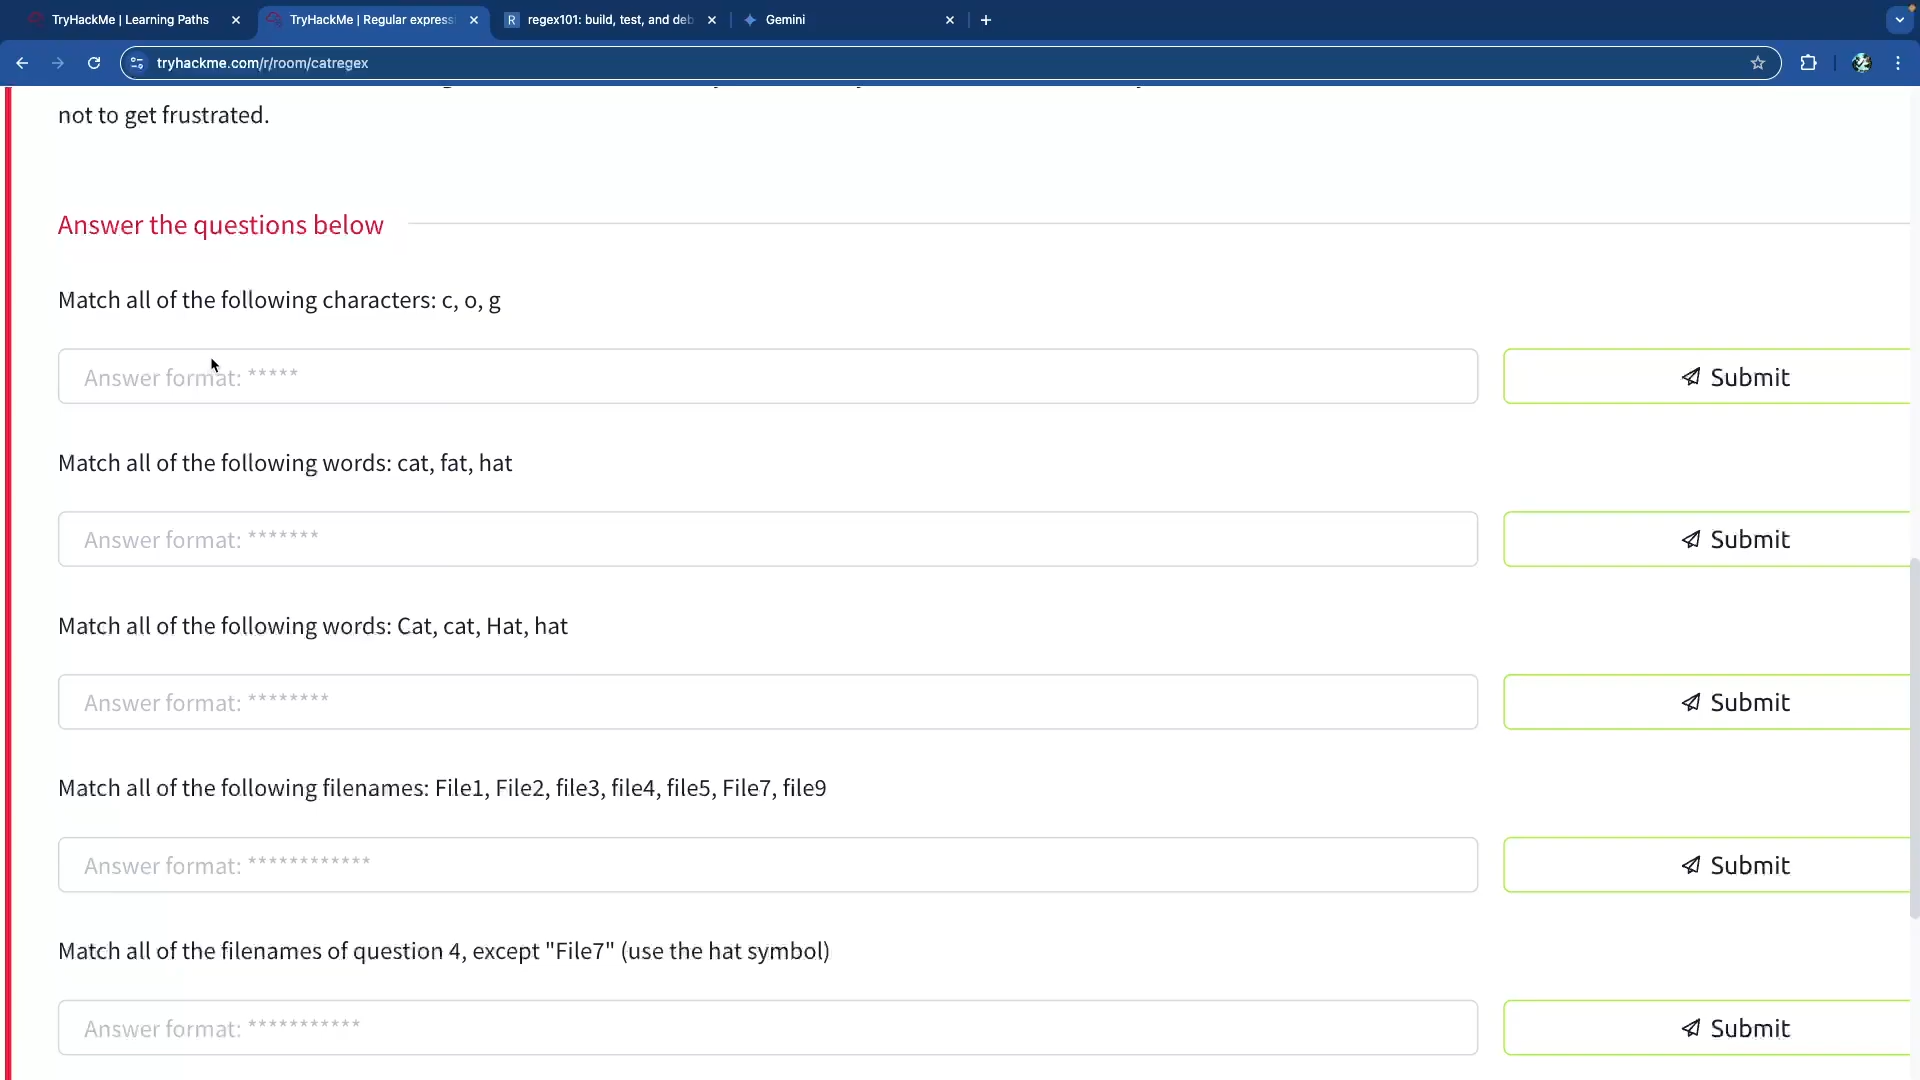 TryHackMe | Learning Paths
TryHackMe | Regular express
R regex101: build, test, and deb
Gemini
tryhackme.com/r/room/catregex
not to get frustrated.
Answer the questions below
Match all of the following characters: c, o, g
Answer format: *****
Submit
Match all of the following words: cat, fat, hat
Answer format: *******
Submit
Match all of the following words: Cat, cat, Hat, hat
Answer format: ********
Submit
Match all of the following filenames: File1, File2, file3, file4, file5, File7, file9
Answer format: ************
Submit
Match all of the filenames of question 4, except "File7" (use the hat symbol)
Answer format: ***********
Submit